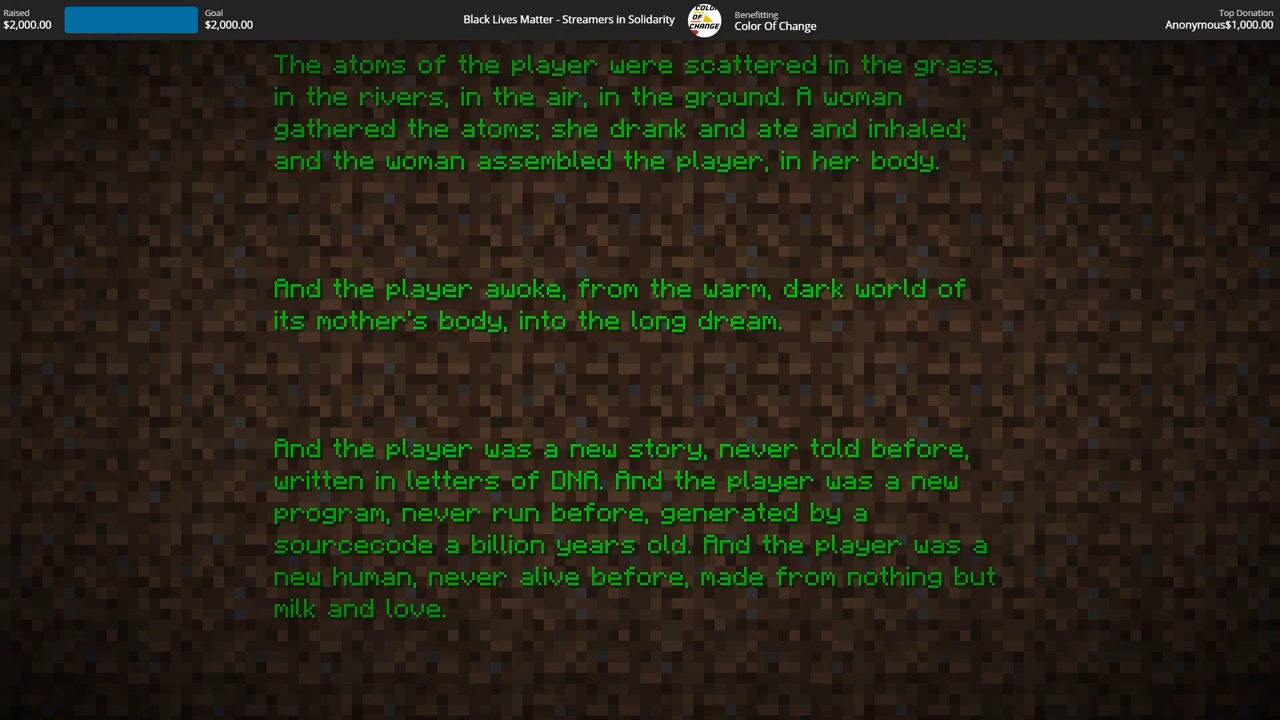 Raised
$2,000.00
Goal
$2,000.00
Black Lives Matter - Streamers in Solidarity
COLOR
OF
CHANGE
Benefitting
Color Of Change
Top Donation
Anonymous$1,000.00
The atoms of the player were scattered in the grass,
in the rivers, in the air, in the ground. A woman
gathered the atoms; she drank and ate and inhaled;
and the woman assembled the player, in her body.
And the player awoke, from the warm, dark world of
its mother's body, into the long dream.
And the player was a new story, never told before,
written in letters of DNA. And the player was a new
program, never run before, generated by a
sourcecode a billion years old. And the player was a
new human, never alive before, made from nothing but
milk and love.